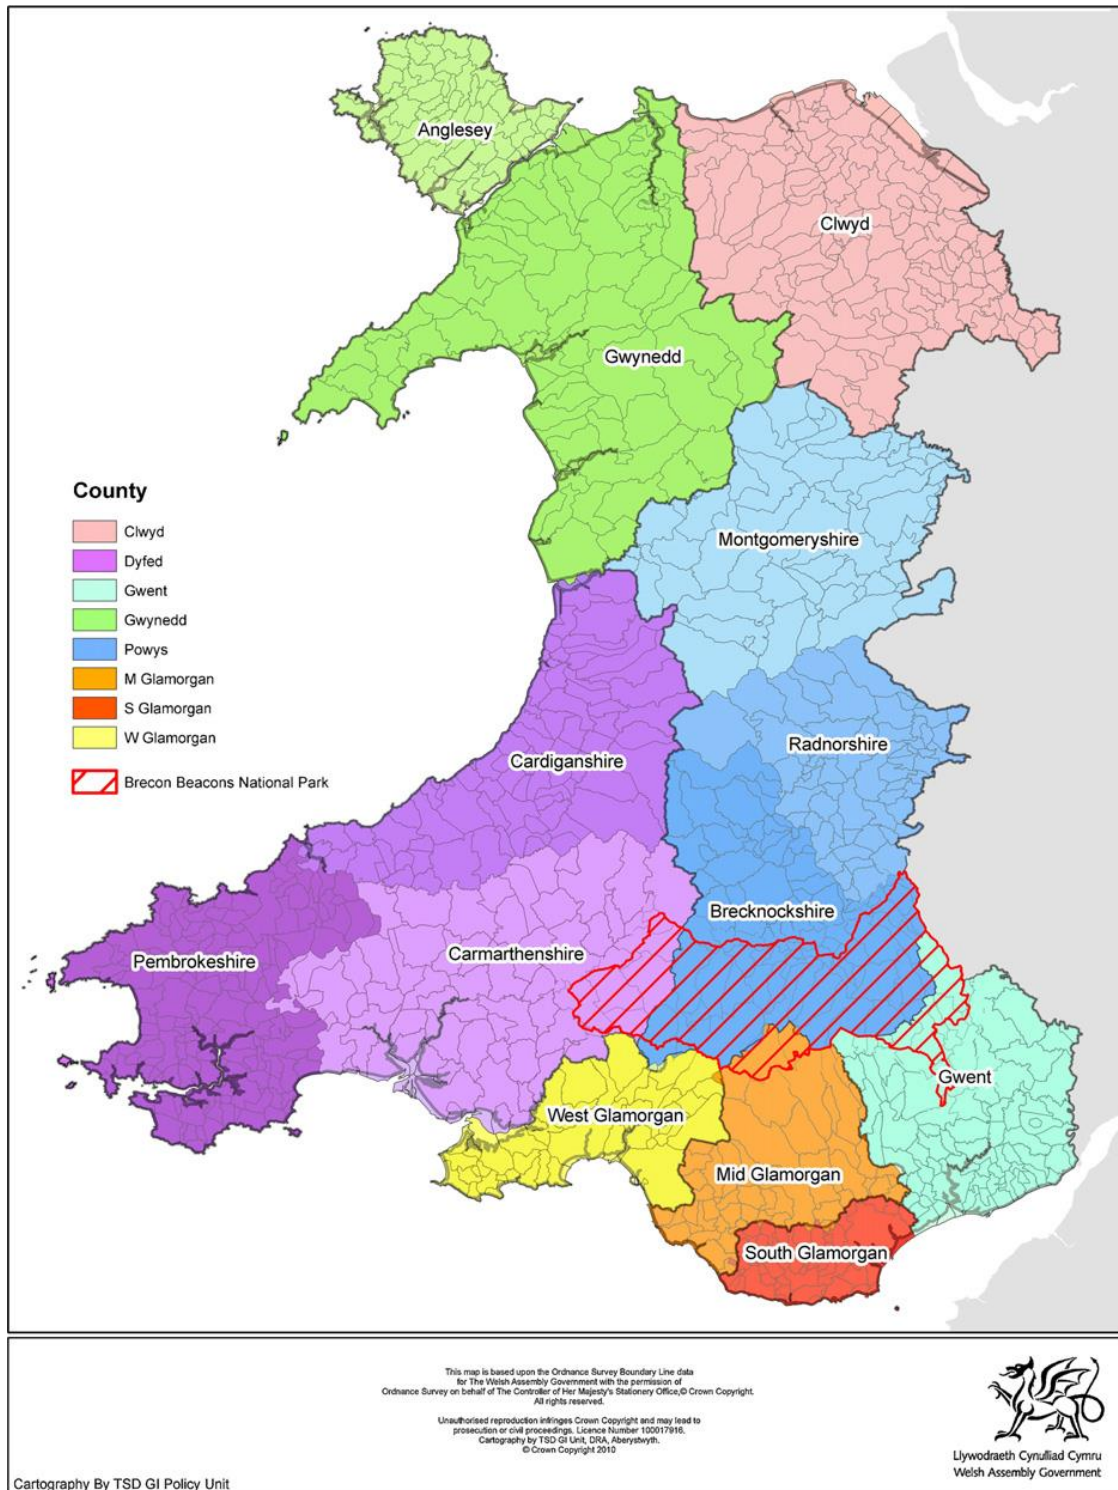 Anglesey
Clwyd
Gwynedd
County
Clwyd
Dyfed
Gwent
Gwynedd
Powys
M Glamorgan
S Glamorgan
W Glamorgan
Brecon Beacons National Park
Montgomeryshire
Radnorshire
Cardiganshire
Brecknockshire
Pembrokeshire
Carmarthenshire
Gwent
West Glamorgan
Mid Glamorgan
South Glamorgan
This map is based upon the Ordnance Survey Boundary Line data
for The Welsh Assembly Government with the permission of
Ordnance Survey on behalf of The Controller of Her Majesty's Stationery Office,© Crown Copyright.
All rights reserved.
Unauthorised reproduction infringes Crown Copyright and may lead to
prosecution or civil proceedings. Licence Number 100017916.
Cartography by TSD GI Unit, DRA, Aberystwyth.
© Crown Copyright 2010
Llywodraeth Cynulliad Cymru
Welsh Assembly Government
Cartography By TSD GI Policy Unit